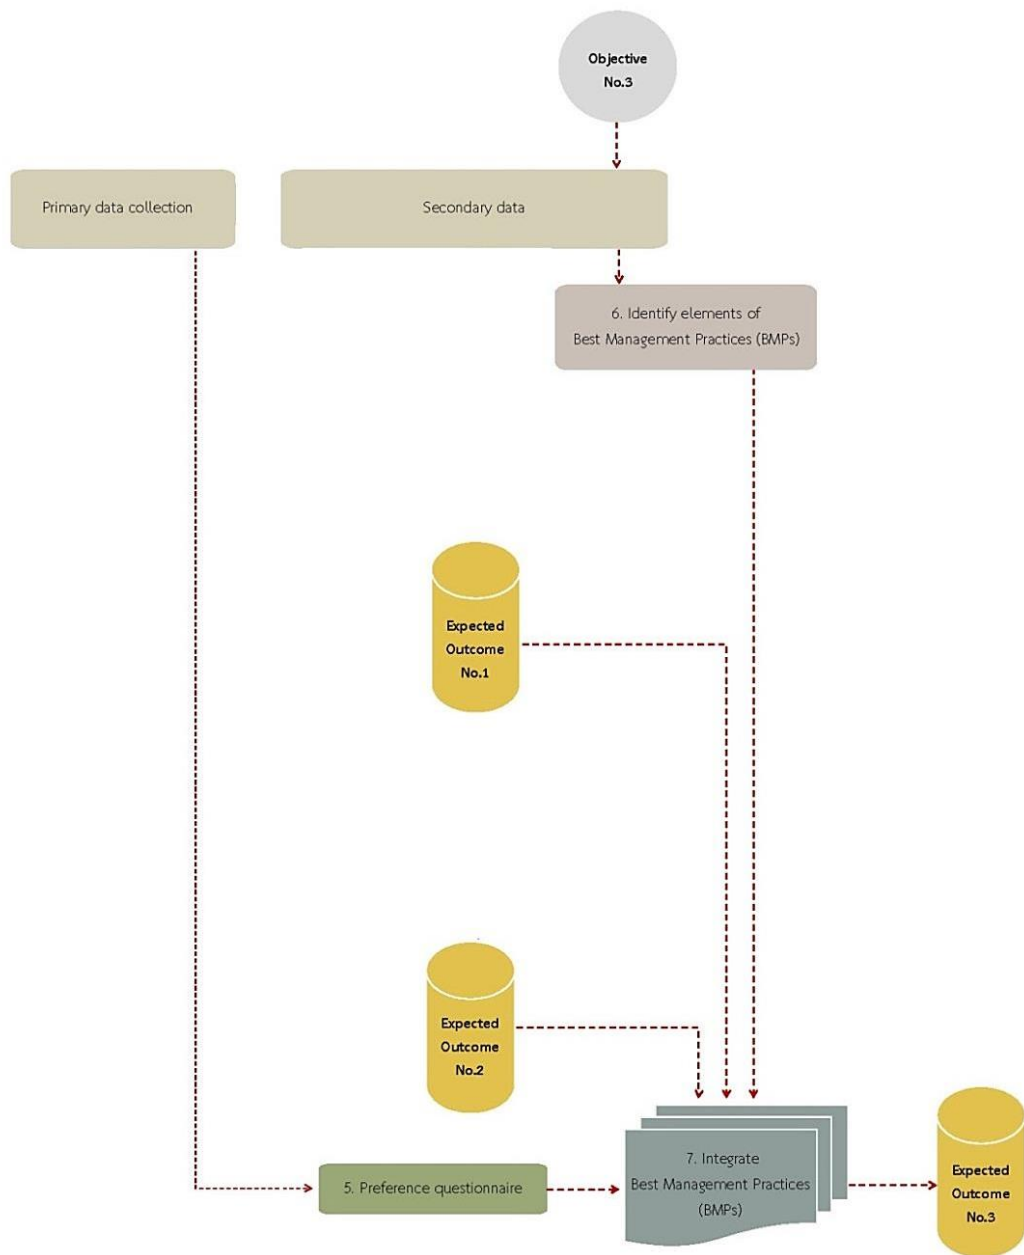 Objective
No.3
Primary data collection
Secondary data
6. Identify elements of
Best Management Practices (BMPs)
Expected
Outcome
No.1
Expected
Outcome
No.2
5. Preference questionnaire
7. Integrate
Best Management Practices
(BMPs)
Expected
Outcome
No.3